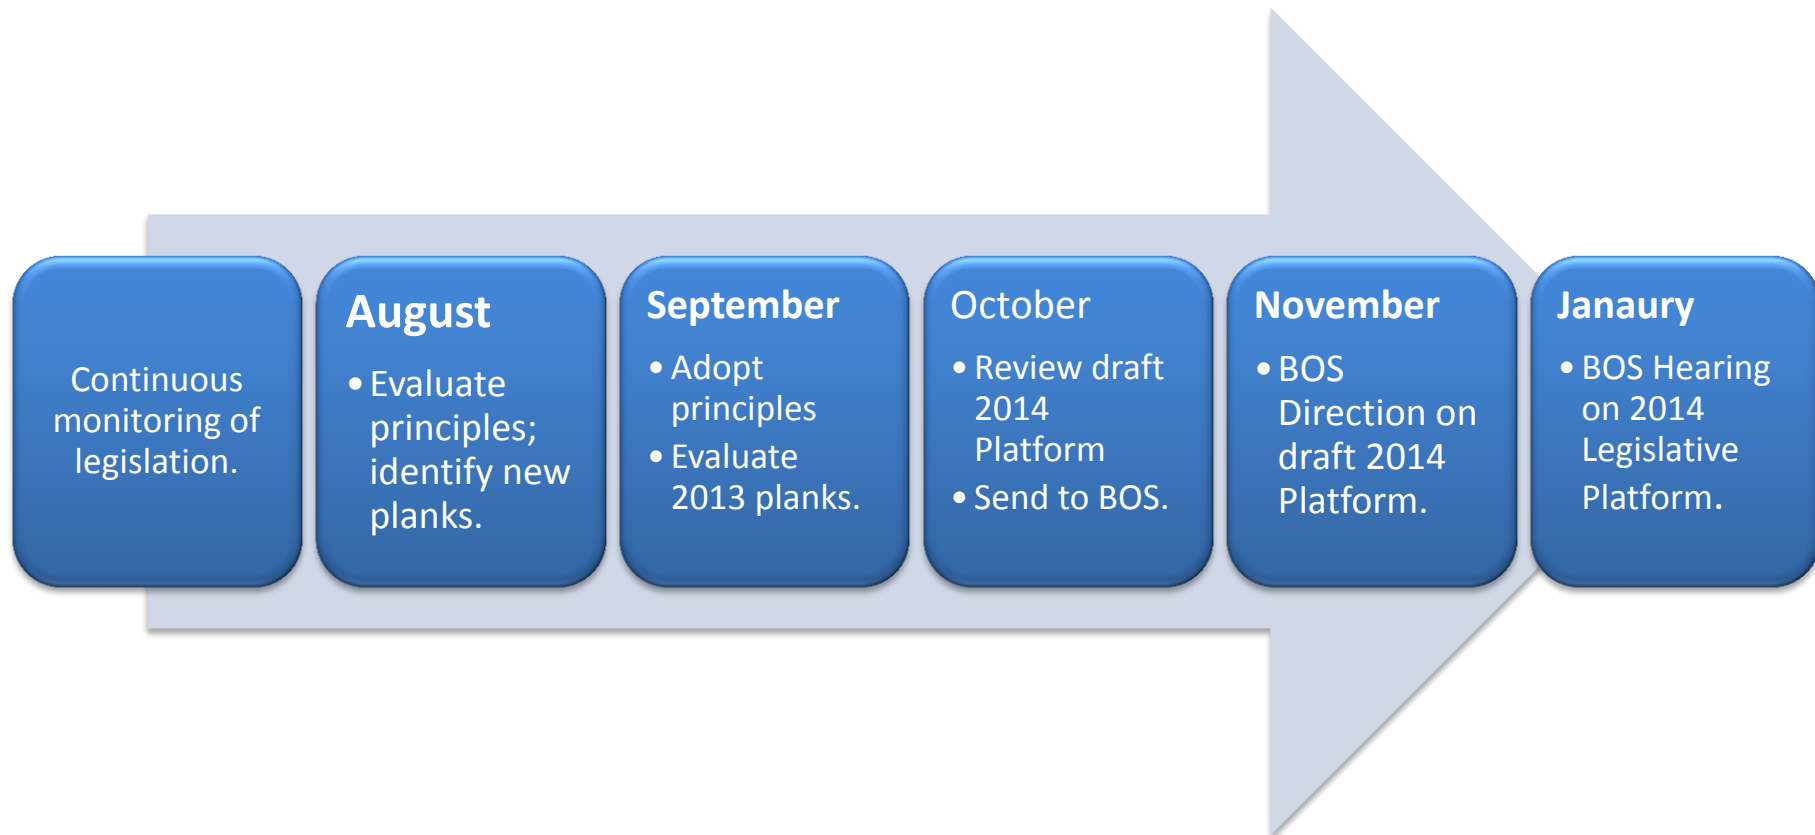 Continuous
monitoring of
legislation.
August
• Evaluate
principles;
identify new
planks.
September
• Adopt
principles
• Evaluate
2013 planks.
October
• Review draft
2014
Platform
• Send to BOS.
November
• BOS
Direction on
draft 2014
Platform.
Janaury
• BOS Hearing
on 2014
Legislative
Platform.